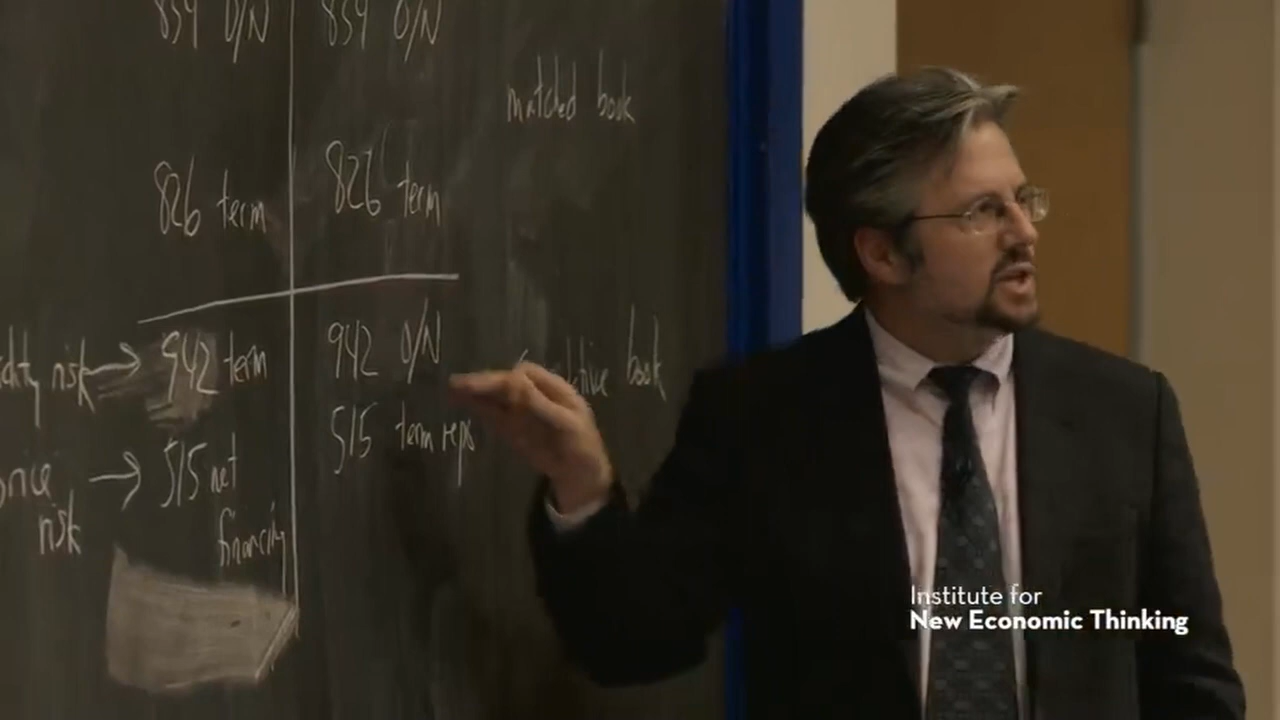 859 O/N 859 O/N
matched book
826 term 826 term
risk → 942 term 942 O/N book
515 term repo
→ 515 net
risk financing
Institute for
New Economic Thinking